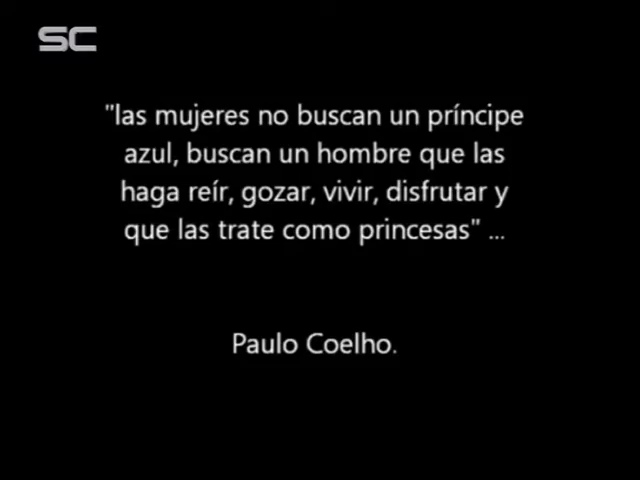 SC
"las mujeres no buscan un príncipe
azul, buscan un hombre que las
haga reír, gozar, vivir, disfrutar y
que las trate como princesas" ...
Paulo Coelho.